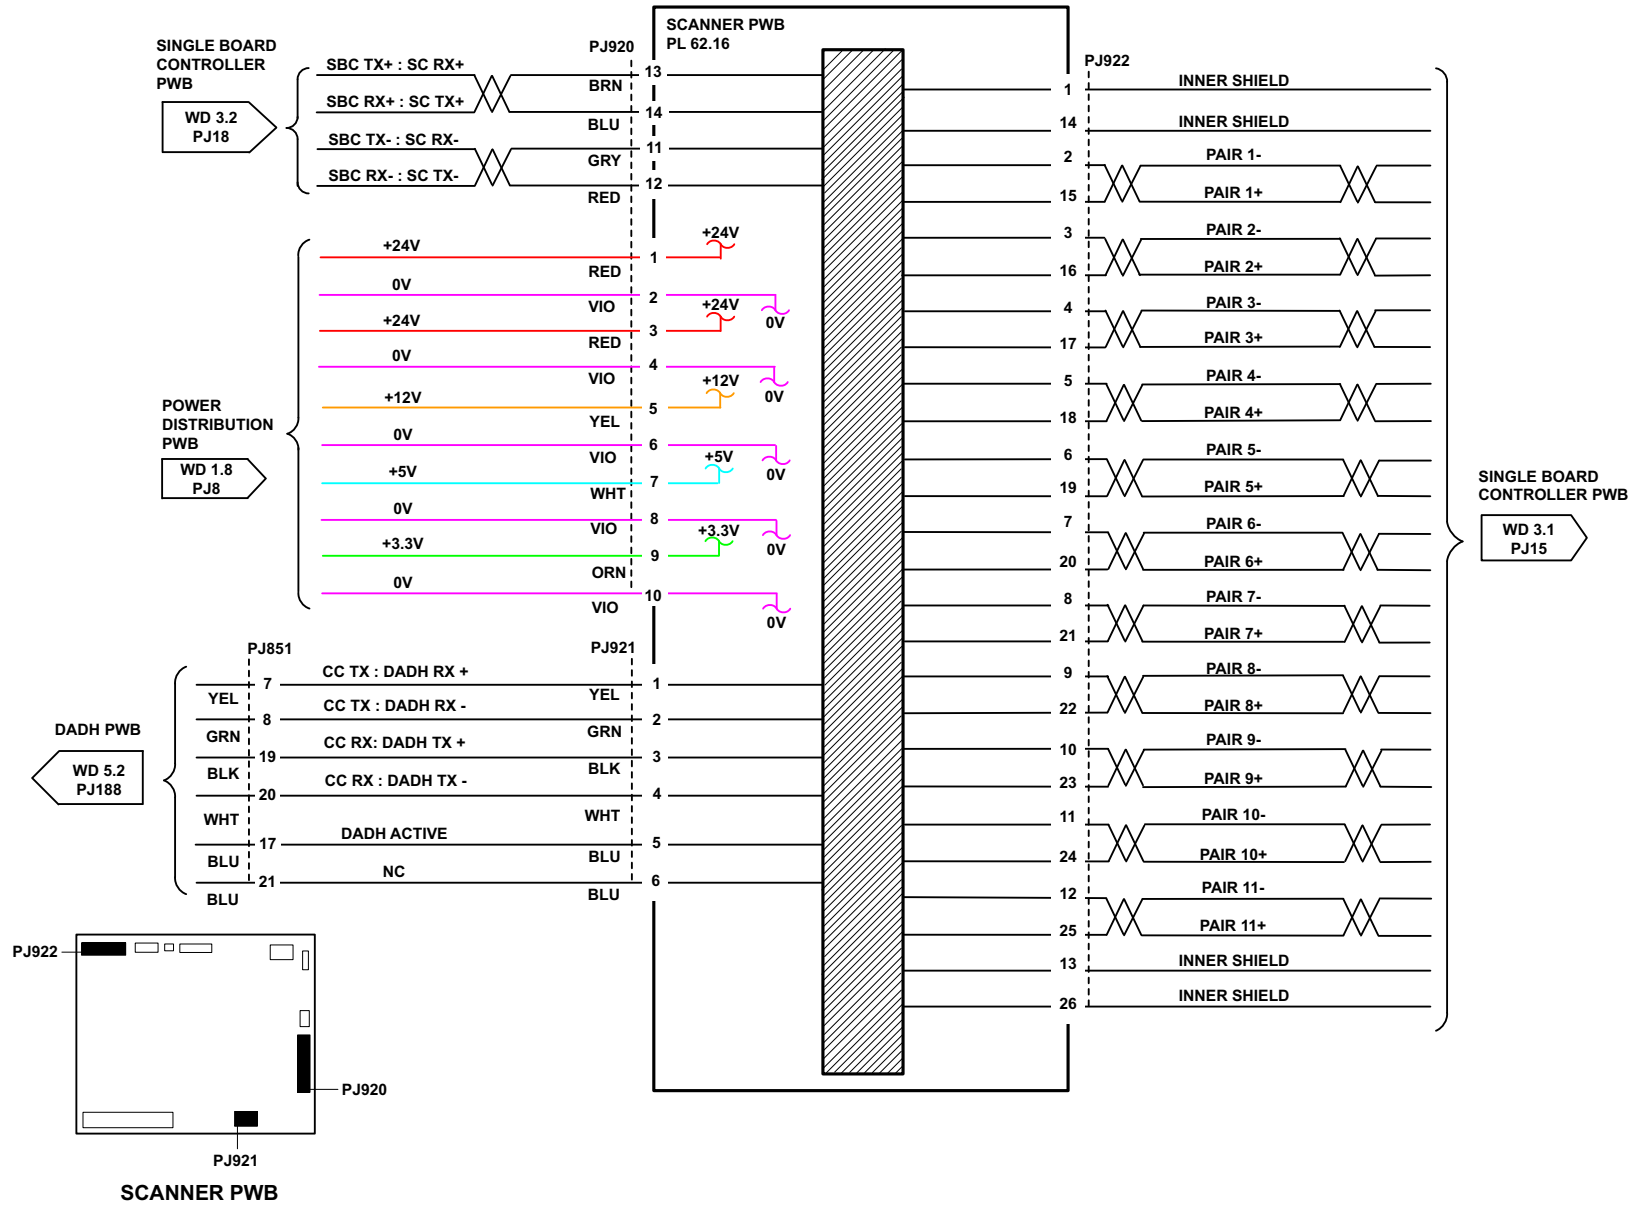 SCANNER PWB
PL 62.16
SINGLE BOARD
CONTROLLER
PWB
WD 3.2
PJ18
PJ920
SBC TX+ : SC RX+
13
BRN
SBC RX+ : SC TX+
14
BLU
SBC TX- : SC RX-
11
GRY
SBC RX- : SC TX-
12
RED
POWER
DISTRIBUTION
PWB
WD 1.8
PJ8
+24V
1
+24V
RED
0V
2
0V
VIO
+24V
3
+24V
RED
0V
4
0V
VIO
+12V
5
+12V
YEL
0V
6
0V
VIO
+5V
7
+5V
WHT
0V
8
0V
VIO
+3.3V
9
+3.3V
ORN
0V
10
0V
VIO
DADH PWB
WD 5.2
PJ188
PJ851
PJ921
7
CC TX : DADH RX +
1
YEL
YEL
8
CC TX : DADH RX -
2
GRN
GRN
19
CC RX: DADH TX +
3
BLK
BLK
20
CC RX : DADH TX -
4
WHT
WHT
17
DADH ACTIVE
5
BLU
BLU
21
NC
6
BLU
BLU
PJ922
1
INNER SHIELD
14
INNER SHIELD
2
PAIR 1-
15
PAIR 1+
3
PAIR 2-
16
PAIR 2+
4
PAIR 3-
17
PAIR 3+
5
PAIR 4-
18
PAIR 4+
6
PAIR 5-
19
PAIR 5+
7
PAIR 6-
20
PAIR 6+
8
PAIR 7-
21
PAIR 7+
9
PAIR 8-
22
PAIR 8+
10
PAIR 9-
23
PAIR 9+
11
PAIR 10-
24
PAIR 10+
12
PAIR 11-
25
PAIR 11+
13
INNER SHIELD
26
INNER SHIELD
SINGLE BOARD
CONTROLLER PWB
WD 3.1
PJ15
PJ922
PJ920
PJ921
SCANNER PWB